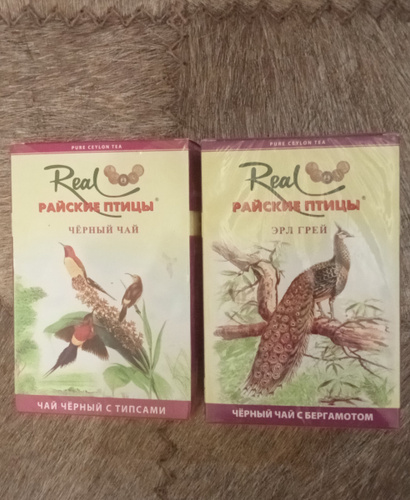 PURE CEYLON TEA
Real
РАЙСКИЕ ПТИЦЫ®
ЧЁРНЫЙ ЧАЙ
ЧАЙ ЧЁРНЫЙ С ТИПСАМИ
PURE CEYLON TEA
Real
РАЙСКИЕ ПТИЦЫ®
ЭРЛ ГРЕЙ
ЧЁРНЫЙ ЧАЙ С БЕРГАМОТОМ